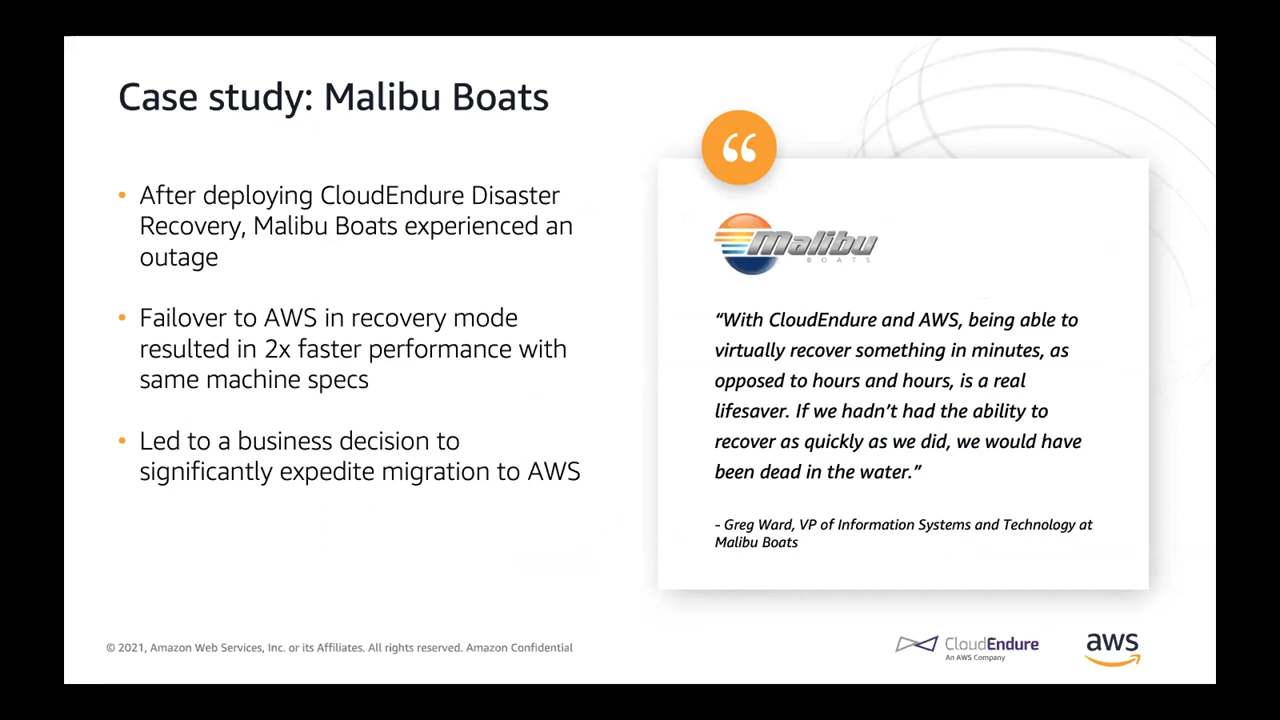 Case study: Malibu Boats
• After deploying CloudEndure Disaster
Recovery, Malibu Boats experienced an
outage
• Failover to AWS in recovery mode
resulted in 2x faster performance with
same machine specs
• Led to a business decision to
significantly expedite migration to AWS
“
Malibu
BOATS
“With CloudEndure and AWS, being able to
virtually recover something in minutes, as
opposed to hours and hours, is a real
lifesaver. If we hadn’t had the ability to
recover as quickly as we did, we would have
been dead in the water.”
- Greg Ward, VP of Information Systems and Technology at
Malibu Boats
© 2021, Amazon Web Services, Inc. or its Affiliates. All rights reserved. Amazon Confidential
CloudEndure
An AWS Company
aws